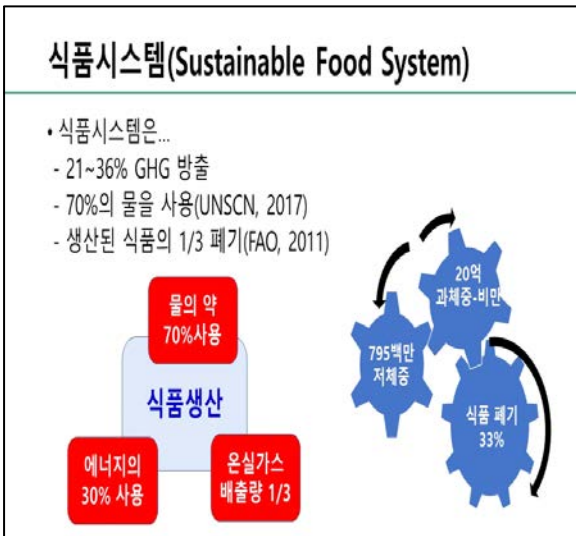 식품시스템(Sustainable Food System)
• 식품시스템은...
- 21~36% GHG 방출
- 70%의 물을 사용(UNSCN, 2017)
- 생산된 식품의 1/3 폐기(FAO, 2011)
물의 약
70%사용
식품생산
에너지의
30% 사용
온실가스
배출량 1/3
20억
과체중-비만
795백만
저체중
식품 폐기
33%